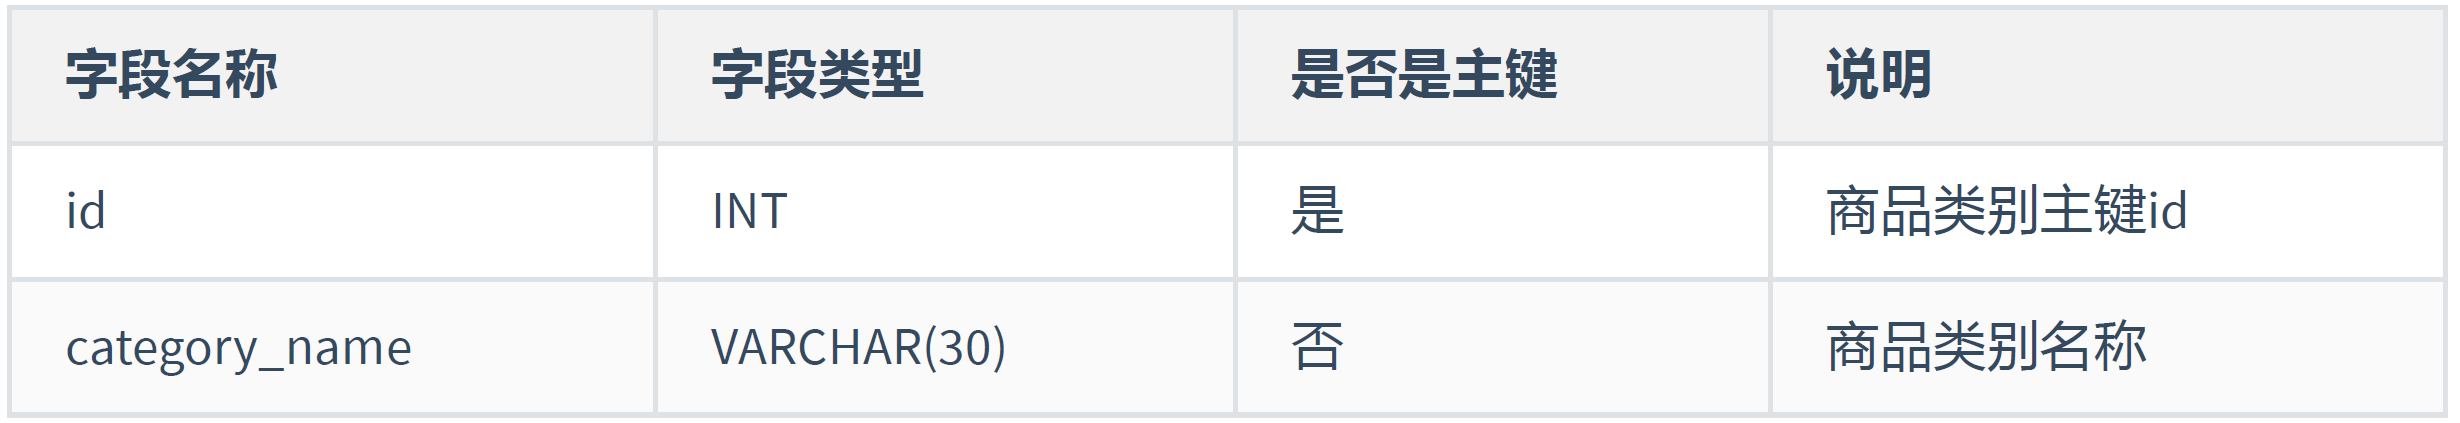 字段名称 字段类型 是否是主键 说明
id INT 是 商品类别主键id
category_name VARCHAR(30) 否 商品类别名称